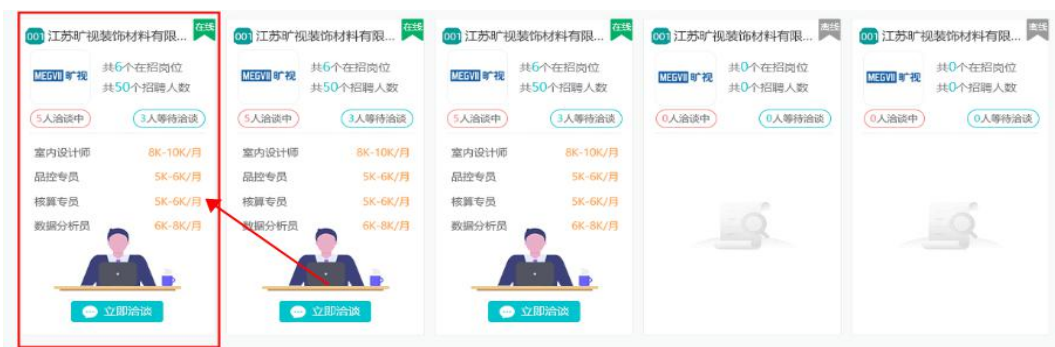 在线
001 江苏旷视装饰材料有限...
MEGVII 旷视
共6个在招岗位
共50个招聘人数
5人洽谈中
3人等待洽谈
室内设计师 8K-10K/月
品控专员 5K-6K/月
核算专员 5K-6K/月
数据分析员 6K-8K/月
立即洽谈
在线
001 江苏旷视装饰材料有限...
MEGVII 旷视
共6个在招岗位
共50个招聘人数
5人洽谈中
3人等待洽谈
室内设计师 8K-10K/月
品控专员 5K-6K/月
核算专员 5K-6K/月
数据分析员 6K-8K/月
立即洽谈
在线
001 江苏旷视装饰材料有限...
MEGVII 旷视
共6个在招岗位
共50个招聘人数
5人洽谈中
3人等待洽谈
室内设计师 8K-10K/月
品控专员 5K-6K/月
核算专员 5K-6K/月
数据分析员 6K-8K/月
立即洽谈
离线
001 江苏旷视装饰材料有限...
MEGVII 旷视
共0个在招岗位
共0个招聘人数
0人洽谈中
0人等待洽谈
离线
001 江苏旷视装饰材料有限...
MEGVII 旷视
共0个在招岗位
共0个招聘人数
0人洽谈中
0人等待洽谈